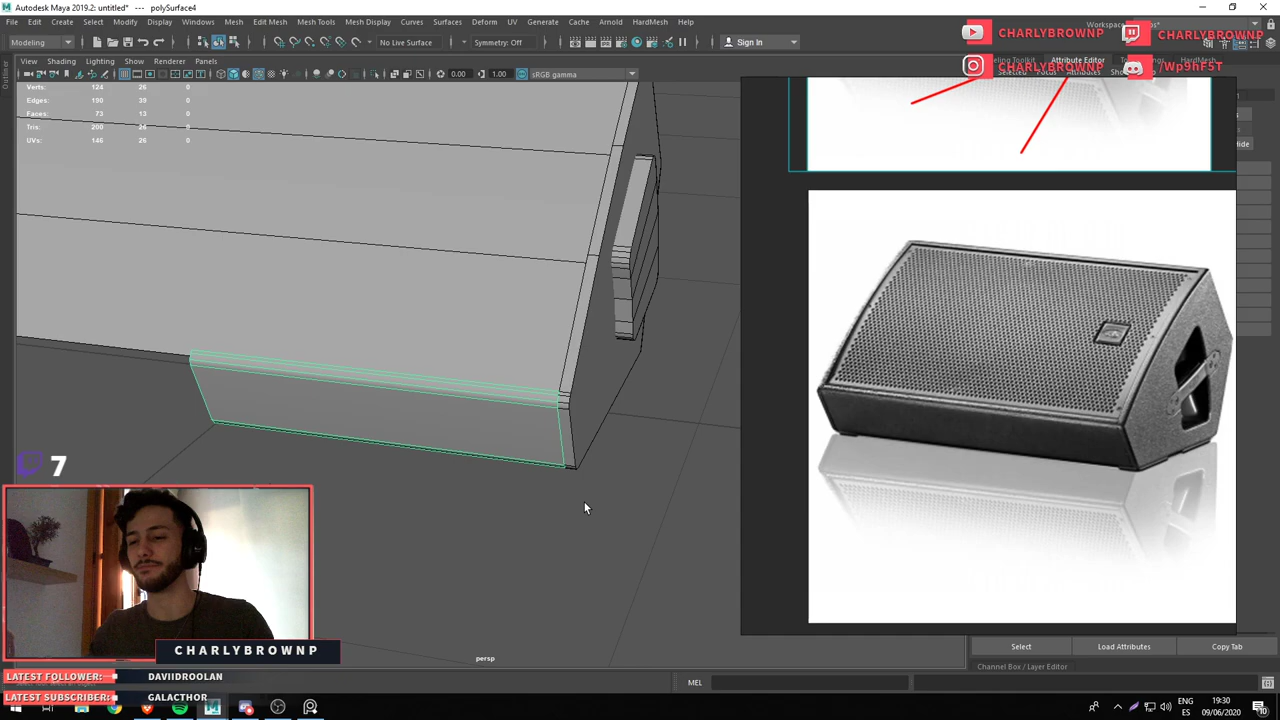 Autodesk Maya 2019.2: untitled*   ---   polySurface4
File Edit Create Select Modify Display Windows Mesh Edit Mesh Mesh Tools Mesh Display Curves Surfaces Deform UV Generate Cache Arnold HardMesh Help
Modeling No Live Surface Symmetry: Off Sign In
View Shading Lighting Show Renderer Panels
0.00 1.00 sRGB gamma
CHARLYBROWNP CHARLYBROWNP
CHARLYBROWNP /Wp9hF5T
Attribute Editor
Outliner
Verts: 124 26 0
Edges: 190 39 0
Faces: 73 13 0
Tris: 200 26 0
UVs: 146 26 0
7
CHARLYBROWNP
persp
LATEST FOLLOWER: DAVIIDROOLAN
LATEST SUBSCRIBER: GALACTHOR
Select Load Attributes Copy Tab
Channel Box / Layer Editor
MEL
ENG 19:30
ES 09/06/2020